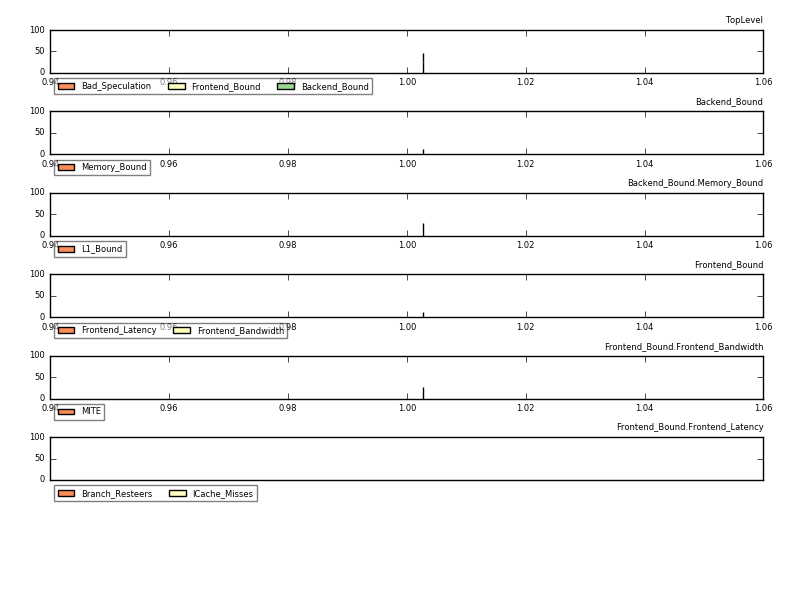 TopLevel
100
50
0
0.94 0.96 0.98 1.00 1.02 1.04 1.06
Bad_Speculation Frontend_Bound Backend_Bound
Backend_Bound
100
50
0
0.94 0.96 0.98 1.00 1.02 1.04 1.06
Memory_Bound
Backend_Bound.Memory_Bound
100
50
0
0.94 0.96 0.98 1.00 1.02 1.04 1.06
L1_Bound
Frontend_Bound
100
50
0
0.94 0.96 0.98 1.00 1.02 1.04 1.06
Frontend_Latency Frontend_Bandwidth
Frontend_Bound.Frontend_Bandwidth
100
50
0
0.94 0.96 0.98 1.00 1.02 1.04 1.06
MITE
Frontend_Bound.Frontend_Latency
100
50
0
Branch_Resteers ICache_Misses